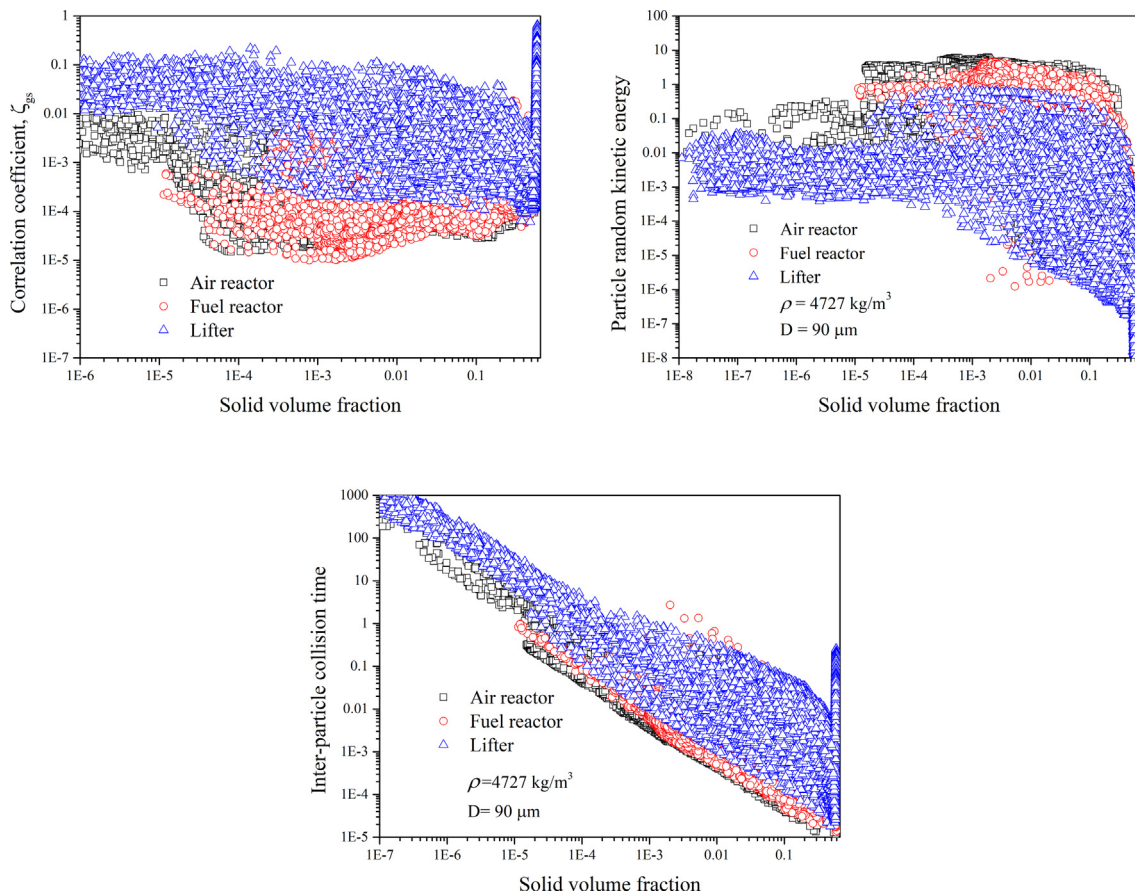 Correlation coefficient, ζgs
1
0.1
0.01
1E-3
1E-4
1E-5
1E-6
1E-7
Air reactor
Fuel reactor
Lifter
1E-6 1E-5 1E-4 1E-3 0.01 0.1
Solid volume fraction
Particle random kinetic energy
100
10
1
0.1
0.01
1E-3
1E-4
1E-5
1E-6
1E-7
1E-8
Air reactor
Fuel reactor
Lifter
ρ = 4727 kg/m³
D = 90 μm
1E-8 1E-7 1E-6 1E-5 1E-4 1E-3 0.01 0.1
Solid volume fraction
Inter-particle collision time
1000
100
10
1
0.1
0.01
1E-3
1E-4
1E-5
Air reactor
Fuel reactor
Lifter
ρ=4727 kg/m³
D= 90 μm
1E-7 1E-6 1E-5 1E-4 1E-3 0.01 0.1
Solid volume fraction